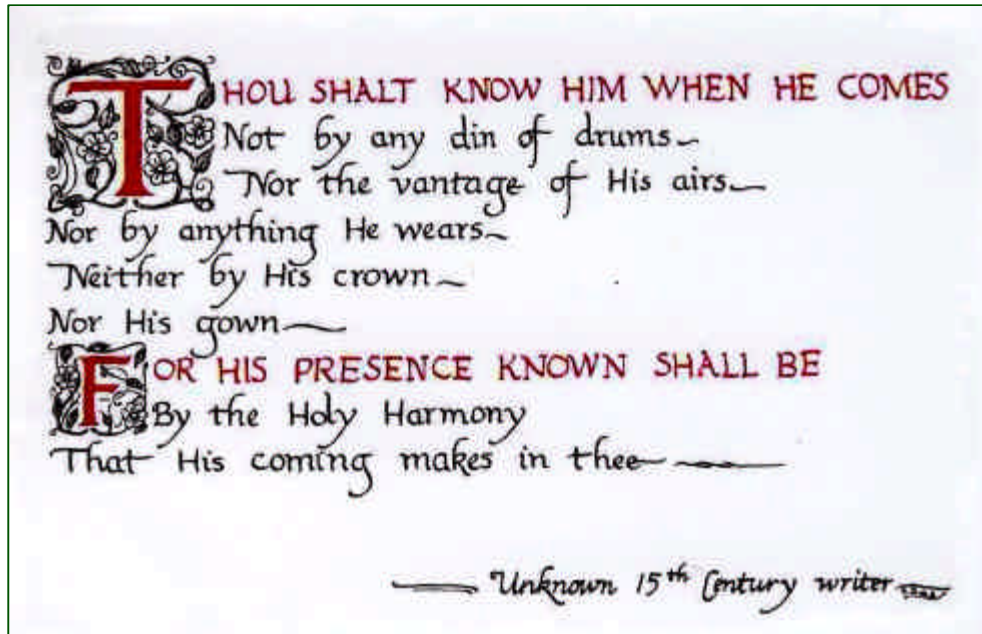 THOU SHALT KNOW HIM WHEN HE COMES
Not by any din of drums~
Nor the vantage of His airs~
Nor by anything He wears~
Neither by His crown~
Nor His gown~
FOR HIS PRESENCE KNOWN SHALL BE
By the Holy Harmony
That His coming makes in thee—
— Unknown 15th Century writer